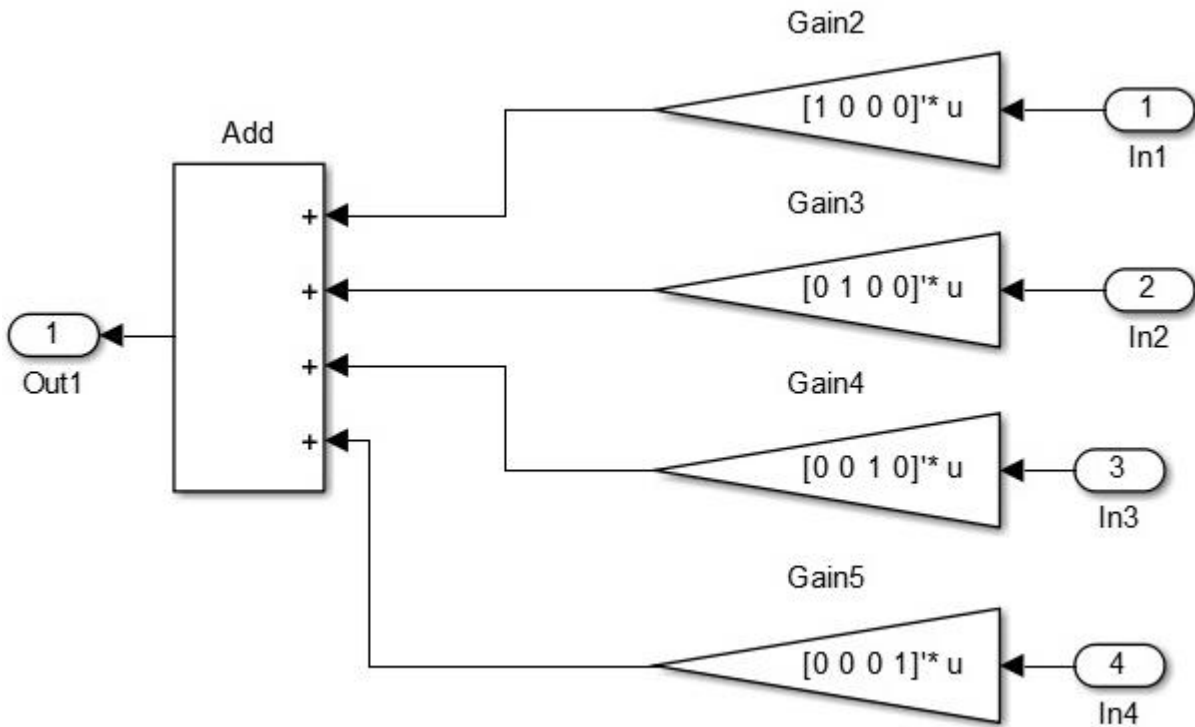 Gain2
[1 0 0 0]'* u
1
In1
Add
+
Gain3
+
[0 1 0 0]'* u
2
In2
1
Out1
+
Gain4
+
[0 0 1 0]'* u
3
In3
Gain5
[0 0 0 1]'* u
4
In4